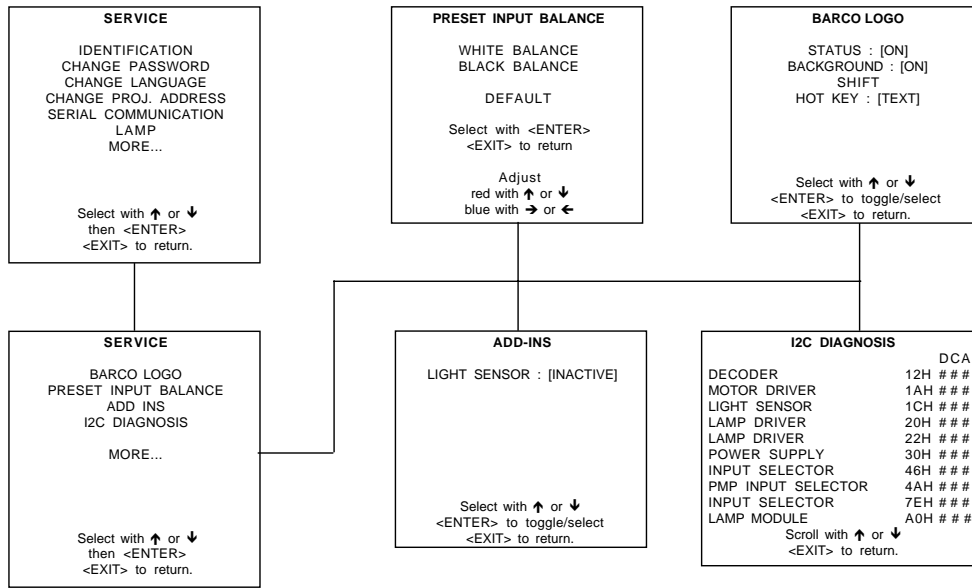 SERVICE
IDENTIFICATION
CHANGE PASSWORD
CHANGE LANGUAGE
CHANGE PROJ. ADDRESS
SERIAL COMMUNICATION
LAMP
MORE...
Select with ↑ or ↓
then <ENTER>
<EXIT> to return.
PRESET INPUT BALANCE
WHITE BALANCE
BLACK BALANCE
DEFAULT
Select with <ENTER>
<EXIT> to return
Adjust
red with ↑ or ↓
blue with → or ←
BARCO LOGO
STATUS : [ON]
BACKGROUND : [ON]
SHIFT
HOT KEY : [TEXT]
Select with ↑ or ↓
<ENTER> to toggle/select
<EXIT> to return.
SERVICE
BARCO LOGO
PRESET INPUT BALANCE
ADD INS
I2C DIAGNOSIS
MORE...
Select with ↑ or ↓
then <ENTER>
<EXIT> to return.
ADD-INS
LIGHT SENSOR : [INACTIVE]
Select with ↑ or ↓
<ENTER> to toggle/select
<EXIT> to return.
I2C DIAGNOSIS
DCA
DECODER 12H ###
MOTOR DRIVER 1AH ###
LIGHT SENSOR 1CH ###
LAMP DRIVER 20H ###
LAMP DRIVER 22H ###
POWER SUPPLY 30H ###
INPUT SELECTOR 46H ###
PMP INPUT SELECTOR 4AH ###
INPUT SELECTOR 7EH ###
LAMP MODULE A0H ###
Scroll with ↑ or ↓
<EXIT> to return.